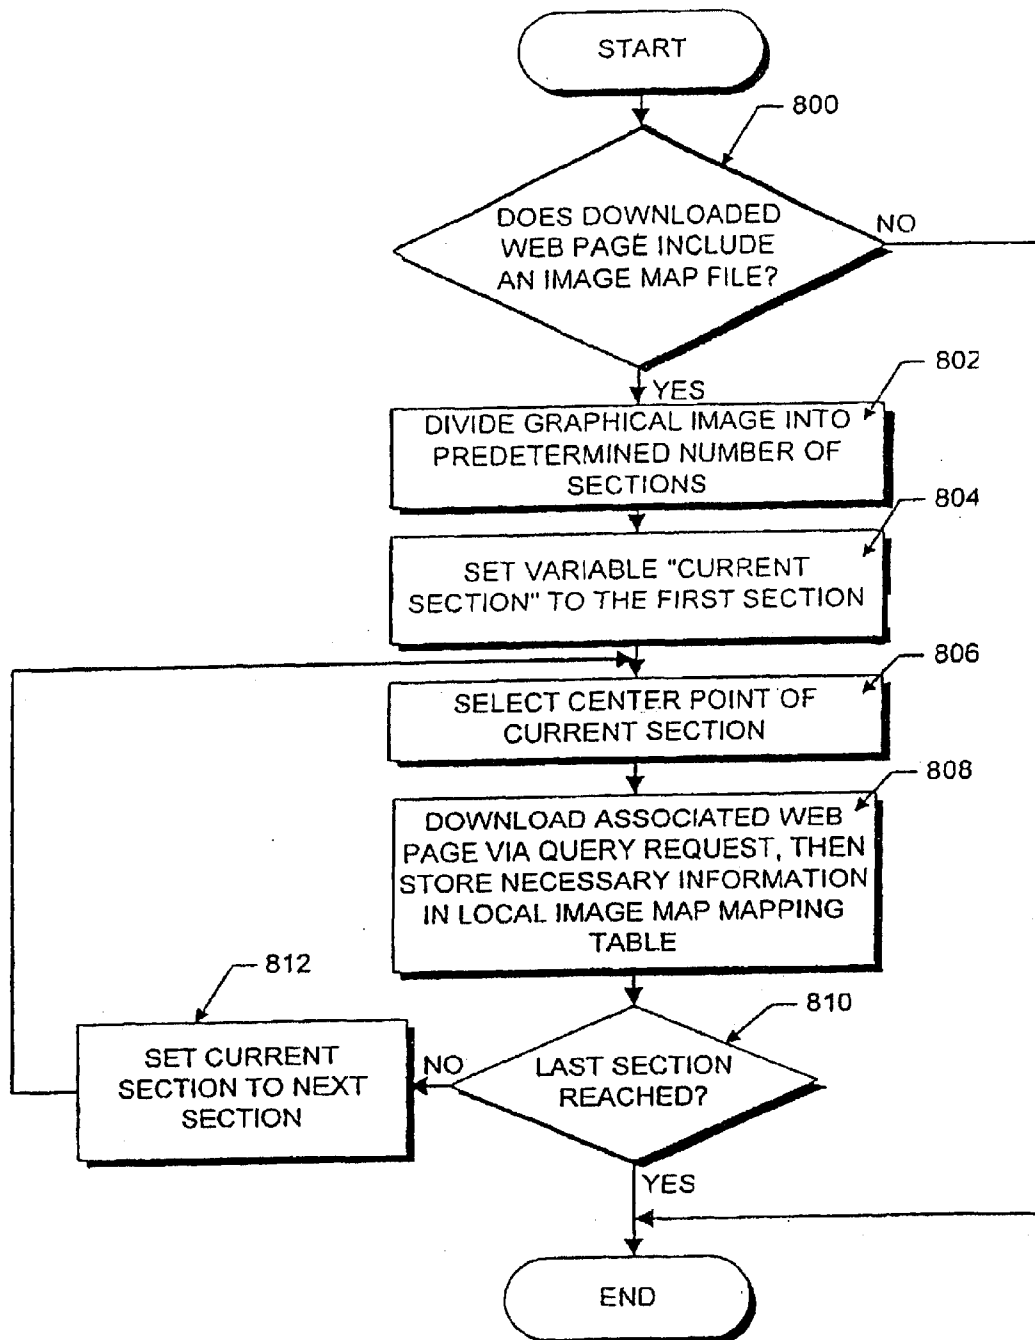 START
800
DOES DOWNLOADED
WEB PAGE INCLUDE
AN IMAGE MAP FILE?
NO
YES
802
DIVIDE GRAPHICAL IMAGE INTO
PREDETERMINED NUMBER OF
SECTIONS
804
SET VARIABLE "CURRENT
SECTION" TO THE FIRST SECTION
806
SELECT CENTER POINT OF
CURRENT SECTION
808
DOWNLOAD ASSOCIATED WEB
PAGE VIA QUERY REQUEST, THEN
STORE NECESSARY INFORMATION
IN LOCAL IMAGE MAP MAPPING
TABLE
810
LAST SECTION
REACHED?
NO
812
SET CURRENT
SECTION TO NEXT
SECTION
YES
END